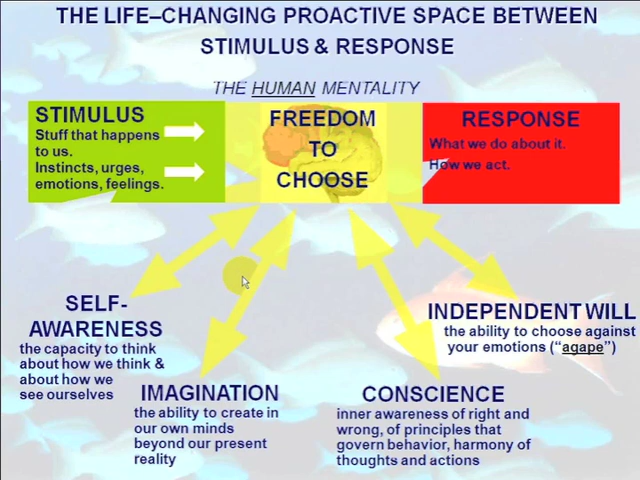 THE LIFE–CHANGING PROACTIVE SPACE BETWEEN
STIMULUS & RESPONSE
THE HUMAN MENTALITY
STIMULUS
Stuff that happens
to us.
Instincts, urges,
emotions, feelings.
FREEDOM
TO
CHOOSE
RESPONSE
What we do about it.
How we act.
SELF-
AWARENESS
the capacity to think
about how we think &
about how we
see ourselves
IMAGINATION
the ability to create in
our own minds
beyond our present
reality
CONSCIENCE
inner awareness of right and
wrong, of principles that
govern behavior, harmony of
thoughts and actions
INDEPENDENT WILL
the ability to choose against
your emotions (“agape”)